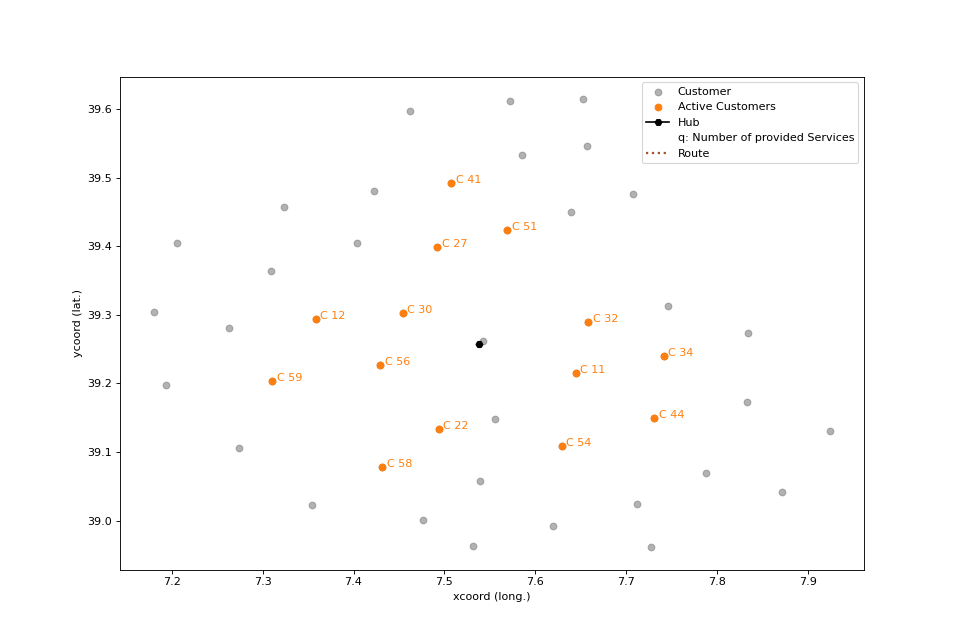 Customer
Active Customers
Hub
q: Number of provided Services
Route
39.6
39.5
39.4
39.3
39.2
39.1
39.0
ycoord (lat.)
C 41
C 51
C 27
C 12
C 30
C 32
C 34
C 56
C 11
C 59
C 44
C 22
C 54
C 58
7.2
7.3
7.4
7.5
7.6
7.7
7.8
7.9
xcoord (long.)